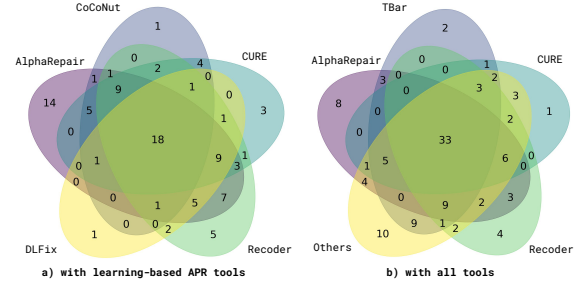 CoCoNut TBar
1 2
AlphaRepair CURE AlphaRepair CURE
0 2 4 0 0 1
1 1 0 3 0 2
14 9 1 0 8 0 3 3
5 1 3 0 2 1
0 18 0 33
1 9 1 5 6 0
0 3 1 0
0 4
0 1 5 7 0 9 2 3
0 0 2 9 1 2
1 5 10 4
DLFix Recoder Others Recoder
a) with learning-based APR tools b) with all tools